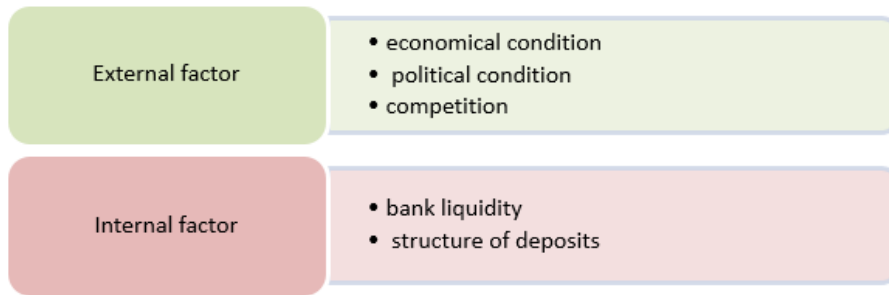 External factor
• economical condition
• political condition
• competition
Internal factor
• bank liquidity
• structure of deposits